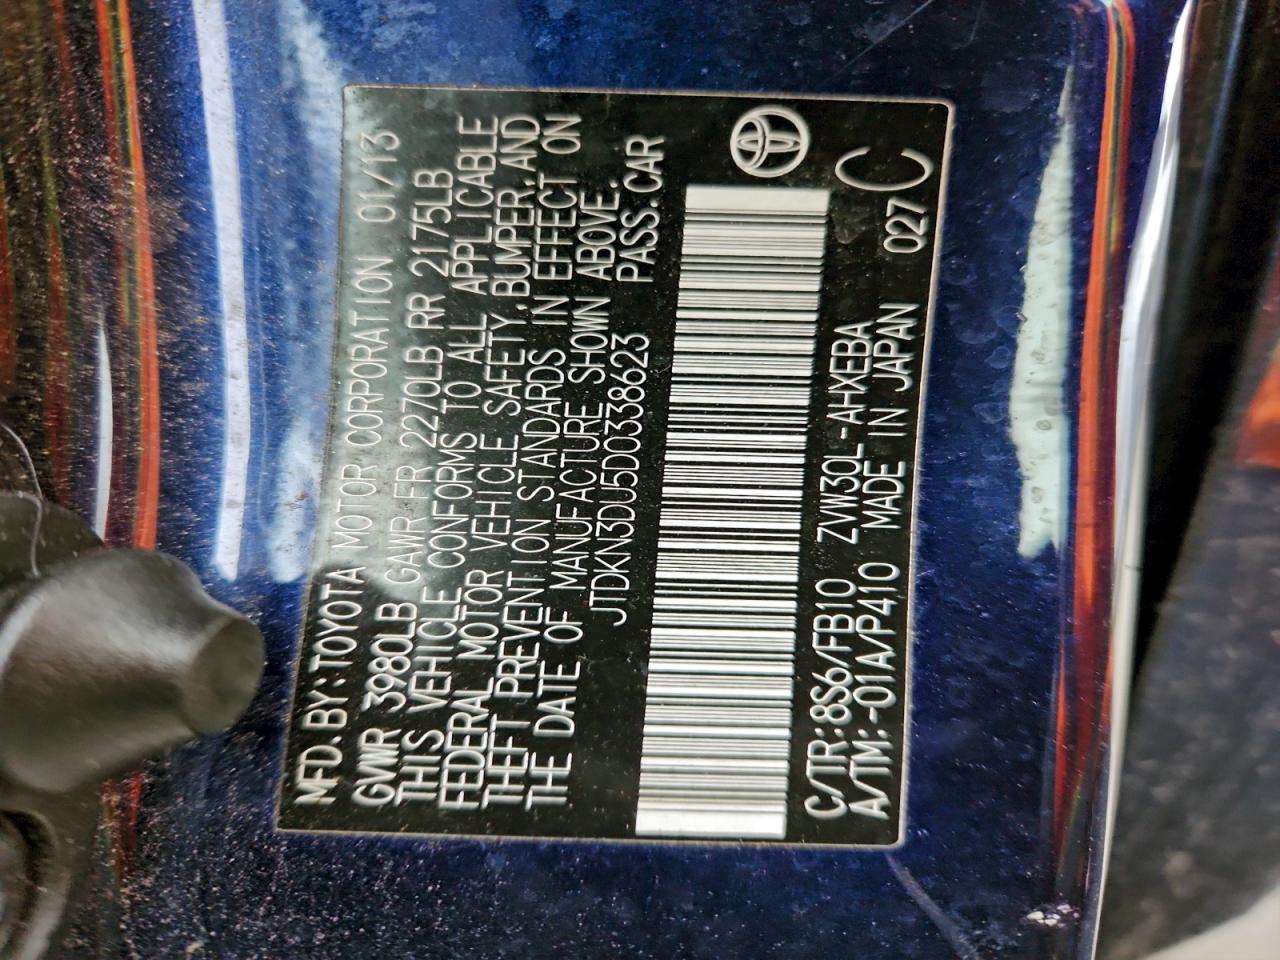 MFD.BY:TOYOTA MOTOR CORPORATION 01/13
GVWR 3980LB GAWR FR 2270LB RR 2175LB
THIS VEHICLE CONFORMS TO ALL APPLICABLE
FEDERAL MOTOR VEHICLE SAFETY,BUMPER,AND
THEFT PREVENTION STANDARDS IN EFFECT ON
THE DATE OF MANUFACTURE SHOWN ABOVE.
JTDKN3DU5D0338623 PASS.CAR
C/TR:8S6/FB10 ZVW30L-AHXEBA C
A/TM:-01A/P410 MADE IN JAPAN 027